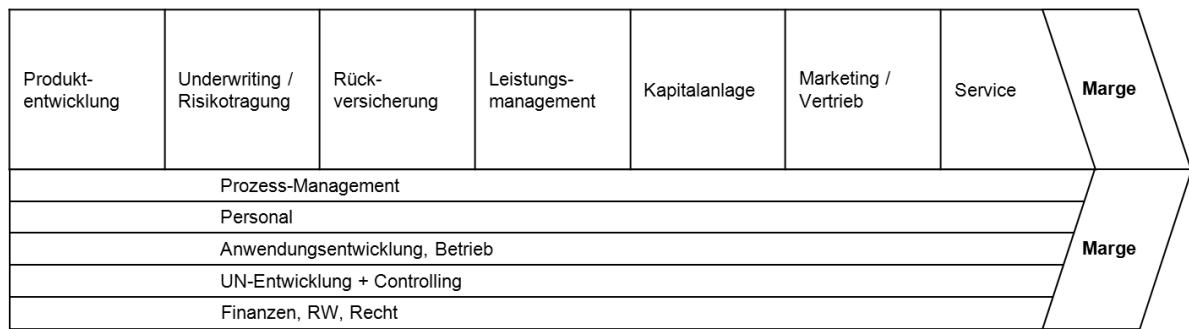 Produkt-
entwicklung
Underwriting /
Risikotragung
Rück-
versicherung
Leistungs-
management
Kapitalanlage
Marketing /
Vertrieb
Service
Marge
Prozess-Management
Personal
Anwendungsentwicklung, Betrieb
UN-Entwicklung + Controlling
Finanzen, RW, Recht
Marge